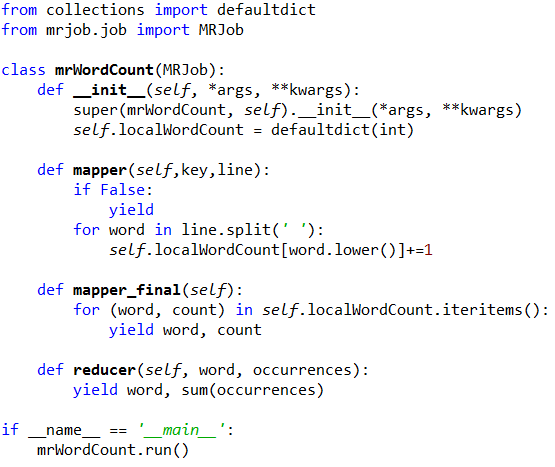 from collections import defaultdict
from mrjob.job import MRJob

class mrWordCount(MRJob):
    def __init__(self, *args, **kwargs):
        super(mrWordCount, self).__init__(*args, **kwargs)
        self.localWordCount = defaultdict(int)

    def mapper(self,key,line):
        if False:
            yield
        for word in line.split(' '):
            self.localWordCount[word.lower()]+=1

    def mapper_final(self):
        for (word, count) in self.localWordCount.iteritems():
            yield word, count

    def reducer(self, word, occurrences):
        yield word, sum(occurrences)

if __name__ == '__main__':
    mrWordCount.run()